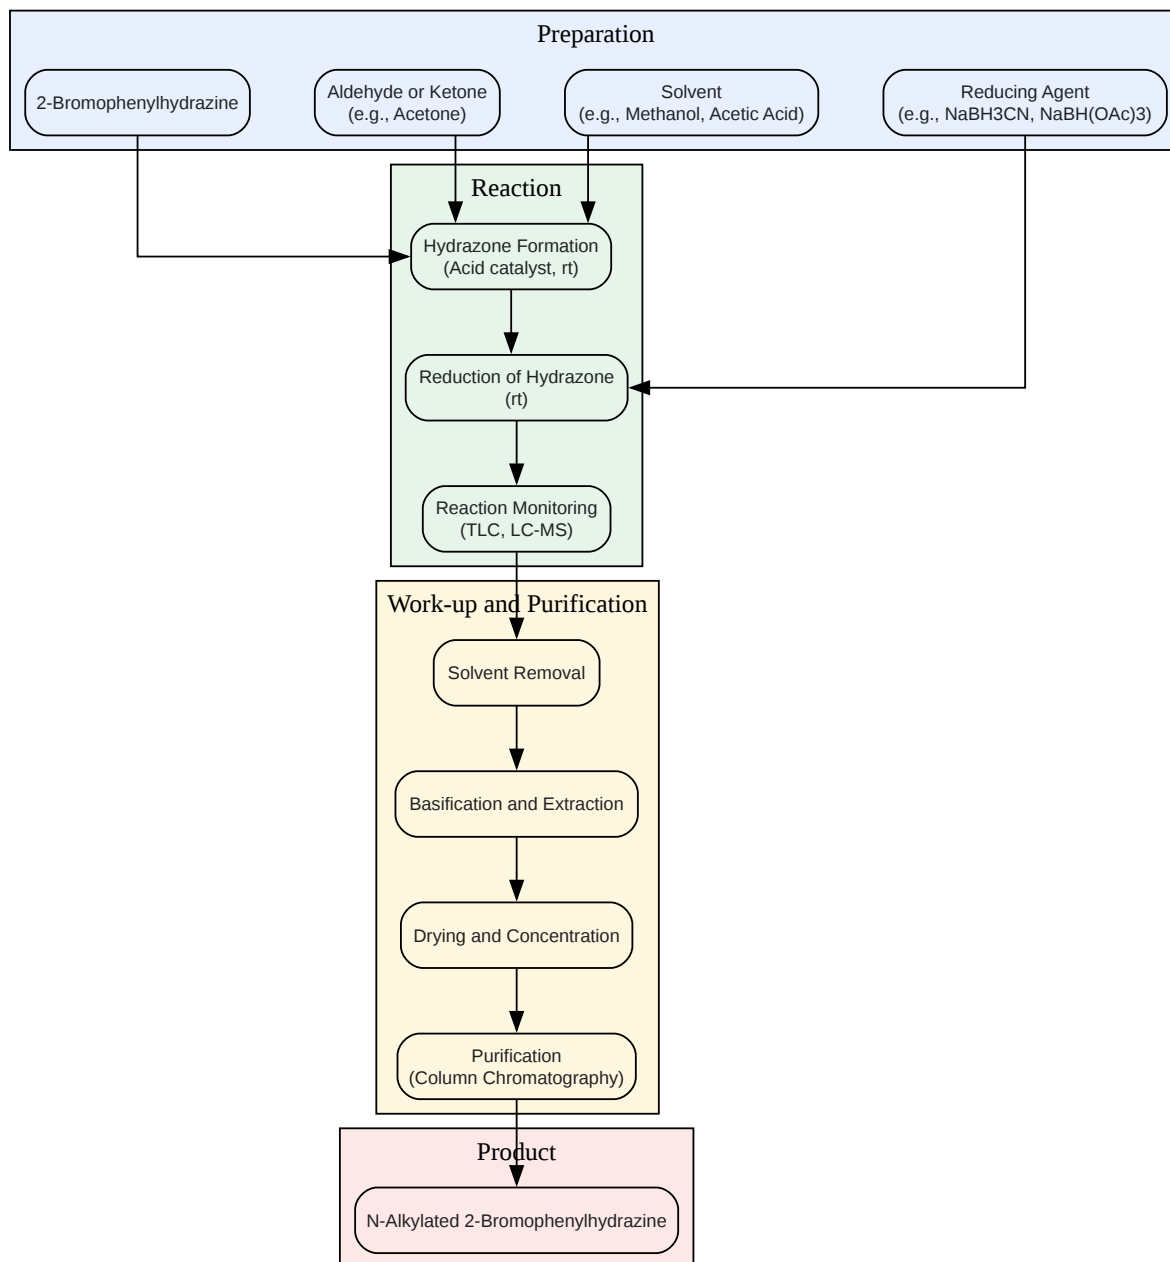 Preparation
2-Bromophenylhydrazine
Aldehyde or Ketone
(e.g., Acetone)
Solvent
(e.g., Methanol, Acetic Acid)
Reducing Agent
(e.g., NaBH3CN, NaBH(OAc)3)
Reaction
Hydrazone Formation
(Acid catalyst, rt)
Reduction of Hydrazone
(rt)
Reaction Monitoring
(TLC, LC-MS)
Work-up and Purification
Solvent Removal
Basification and Extraction
Drying and Concentration
Purification
(Column Chromatography)
Product
N-Alkylated 2-Bromophenylhydrazine